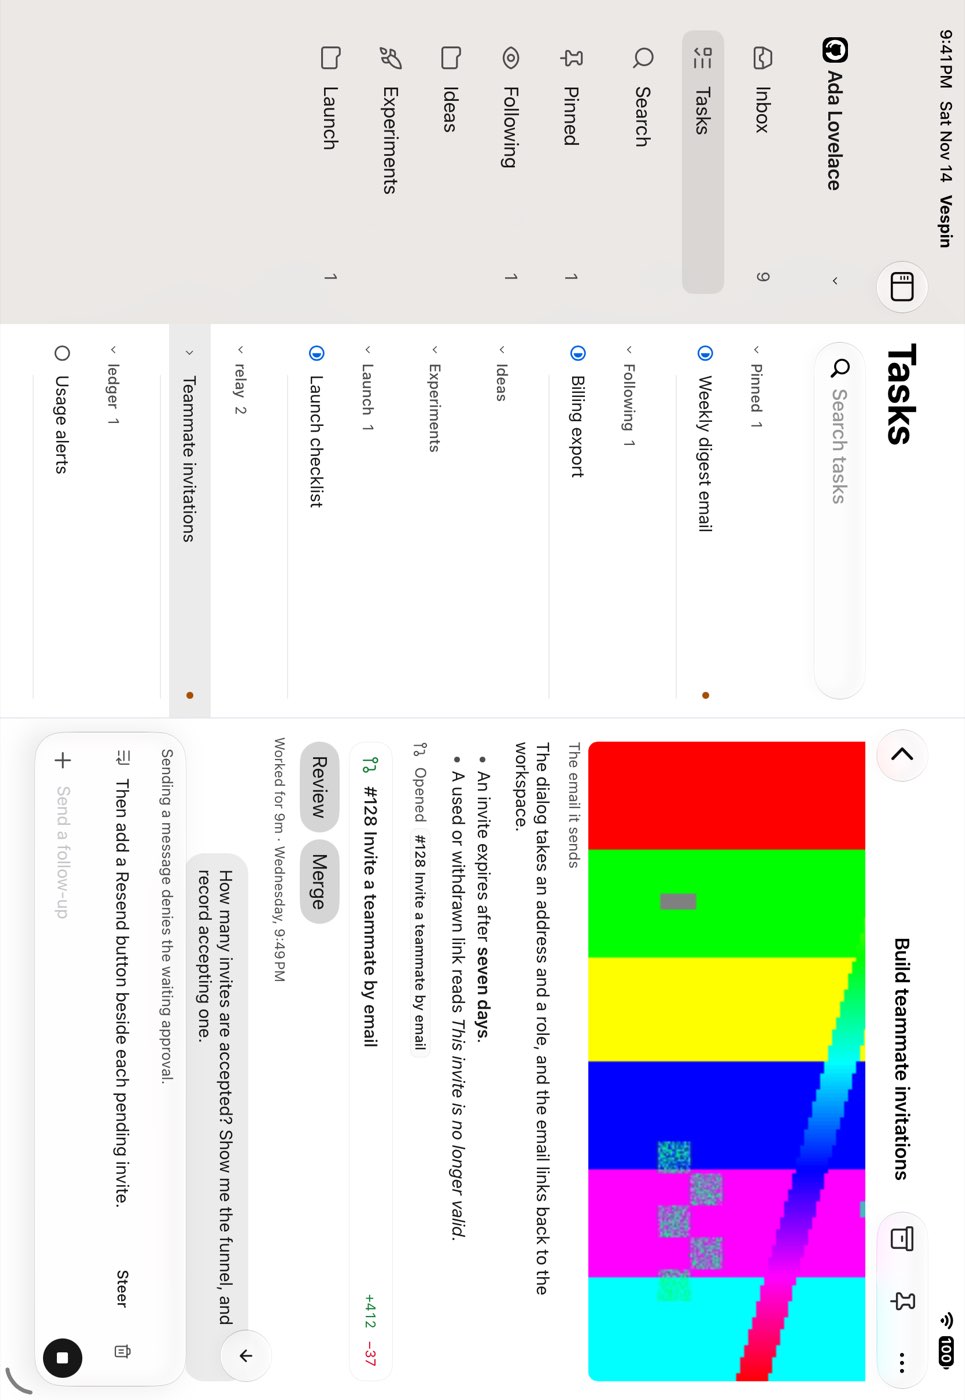 9:41 PM Sat Nov 14 Vespin
100
Ada Lovelace
Inbox 9
Tasks
Search
Pinned 1
Following 1
Ideas
Experiments
Launch 1
Tasks
Search tasks
Pinned 1
Weekly digest email
Following 1
Billing export
Ideas
Experiments
Launch 1
Launch checklist
relay 2
Teammate invitations
ledger 1
Usage alerts
Build teammate invitations
The email it sends
The dialog takes an address and a role, and the email links back to the
workspace.
• An invite expires after seven days.
• A used or withdrawn link reads This invite is no longer valid.
Opened #128 Invite a teammate by email
#128 Invite a teammate by email +412 −37
Review Merge
Worked for 9m · Wednesday, 9:49 PM
How many invites are accepted? Show me the funnel, and
record accepting one.
Sending a message denies the waiting approval.
Then add a Resend button beside each pending invite. Steer
Send a follow-up